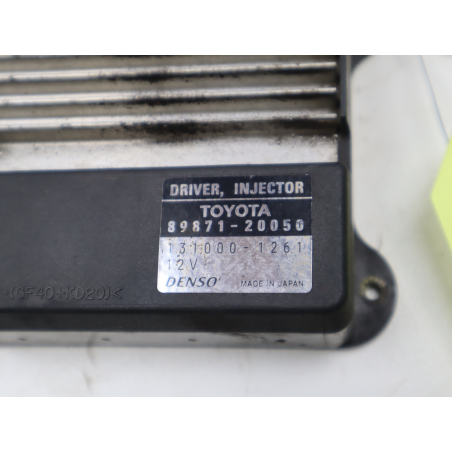 DRIVER, INJECTOR
TOYOTA
89871-20050
131000-1261
12V
DENSO MADE IN JAPAN